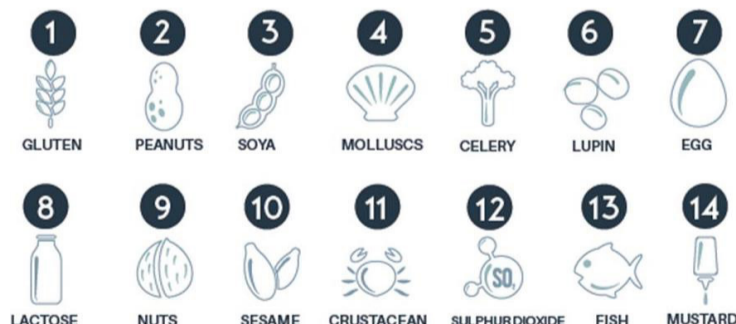 1 2 3 4 5 6 7
GLUTEN PEANUTS SOYA MOLLUSCS CELERY LUPIN EGG
8 9 10 11 12 13 14
SO₂
LACTOSE NUTS SESAME CRUSTACEAN SULPHUR DIOXIDE FISH MUSTARD